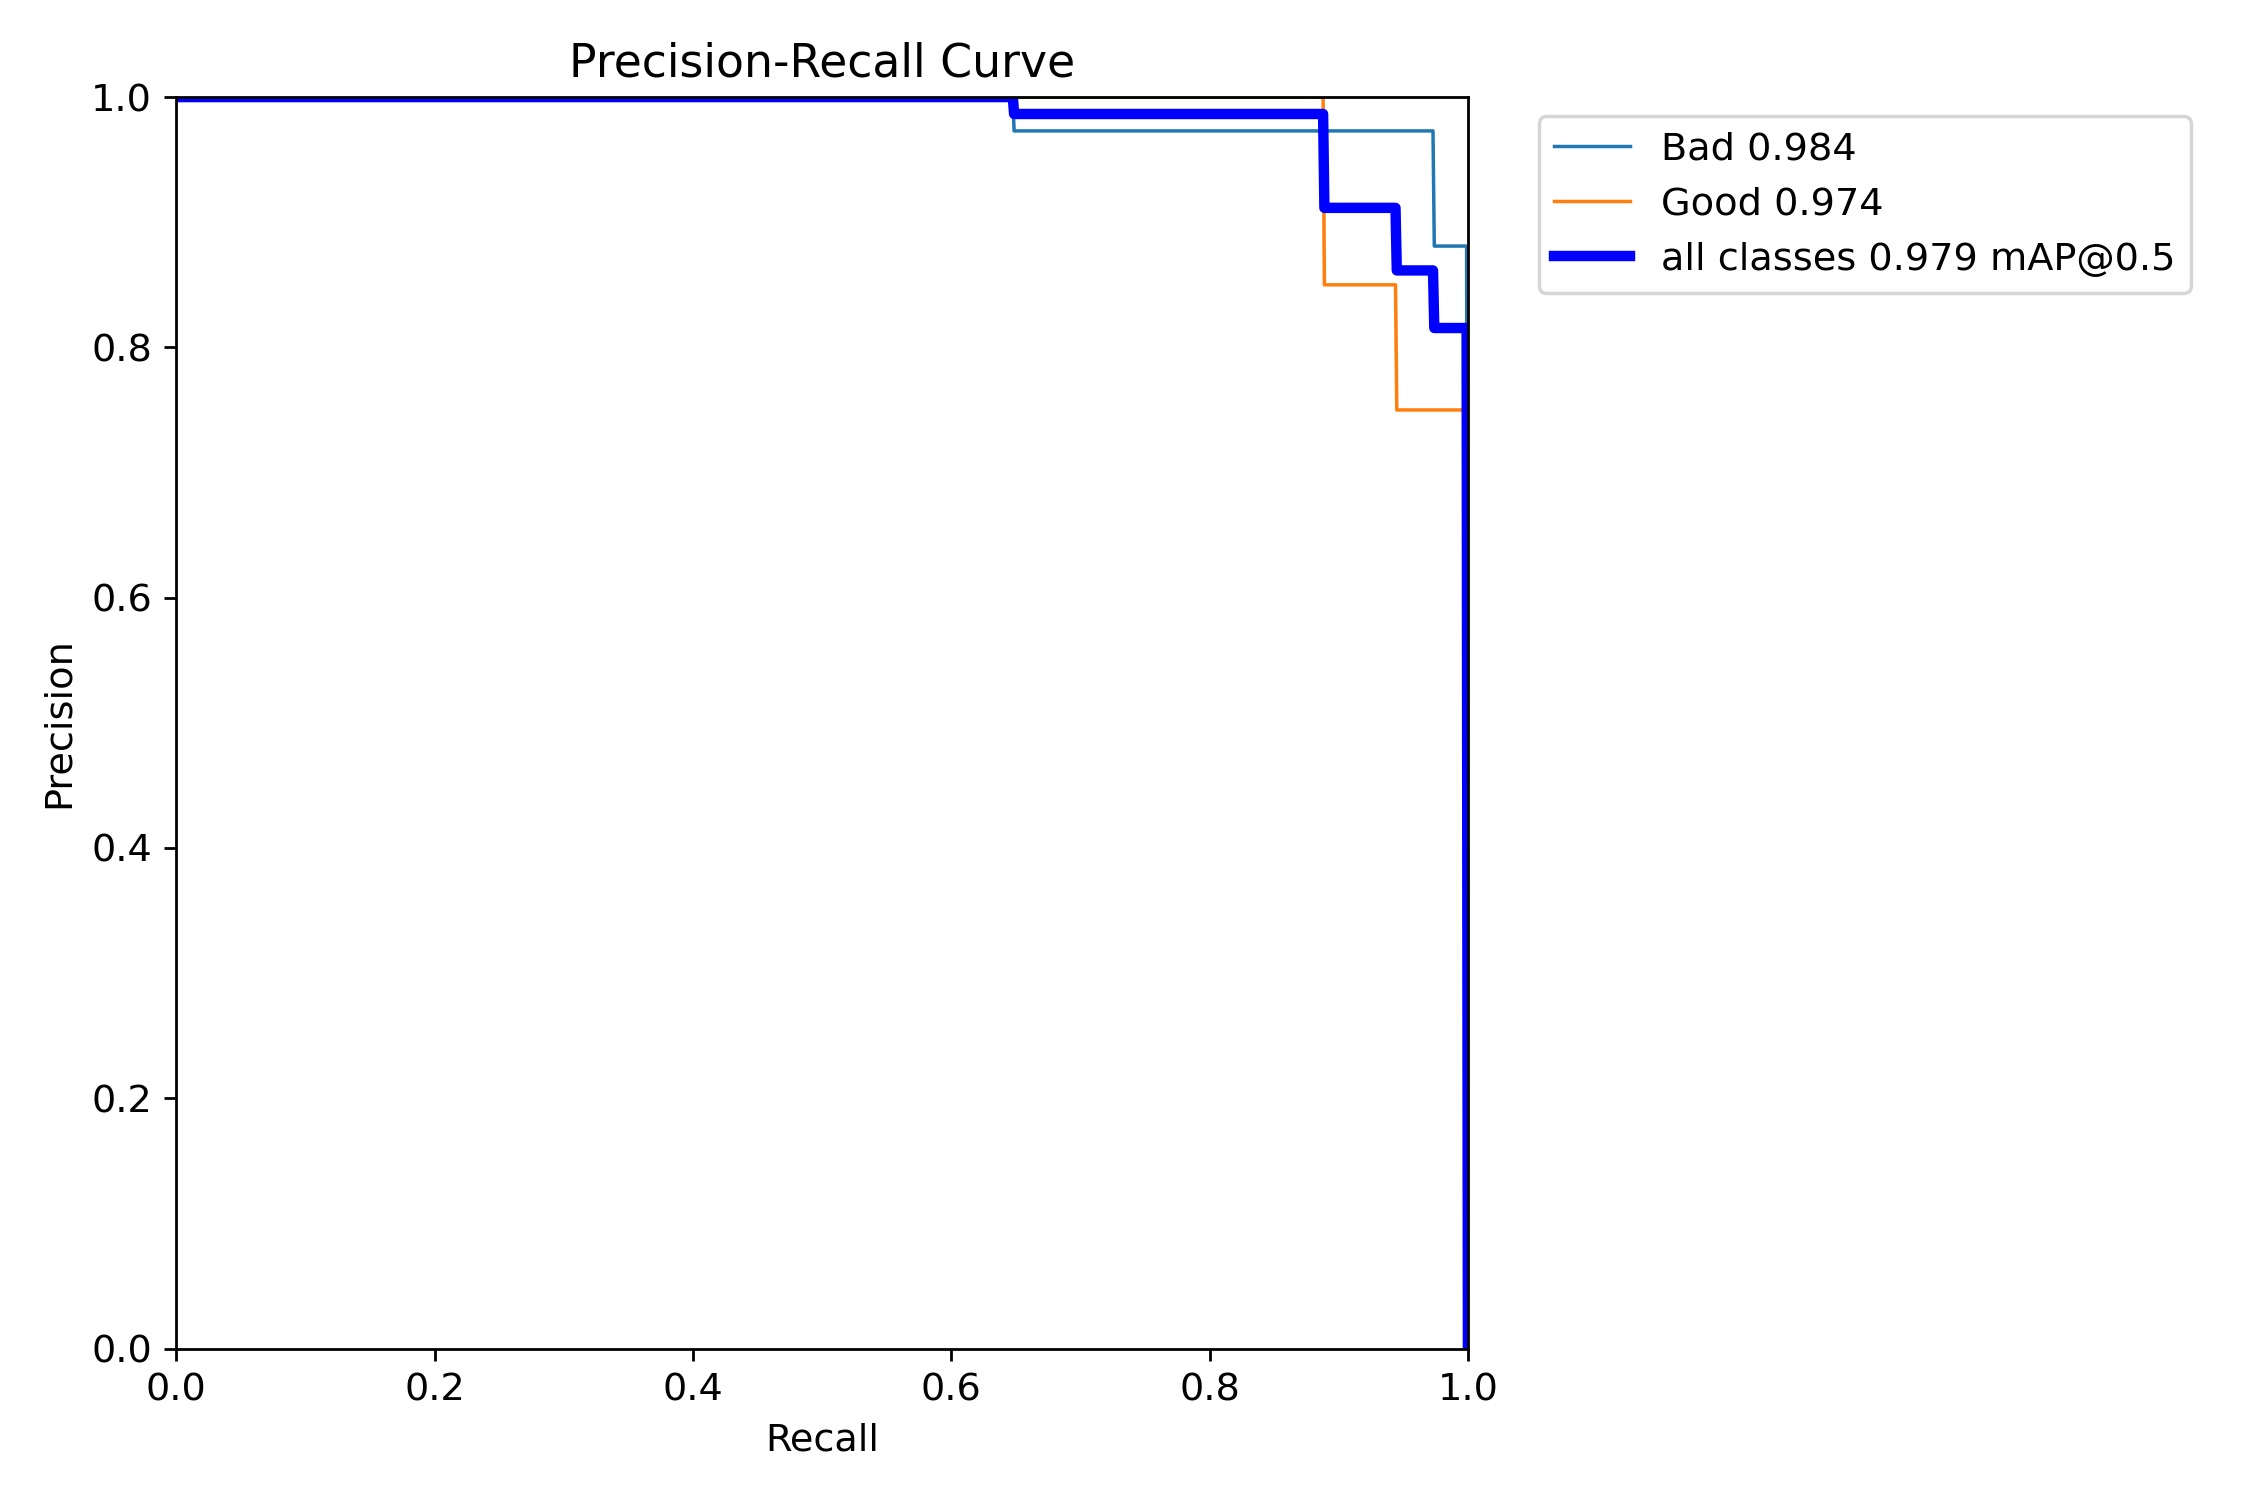 Precision-Recall Curve
1.0
0.8
0.6
0.4
0.2
0.0
Precision
0.0 0.2 0.4 0.6 0.8 1.0
Recall
Bad 0.984
Good 0.974
all classes 0.979 mAP@0.5